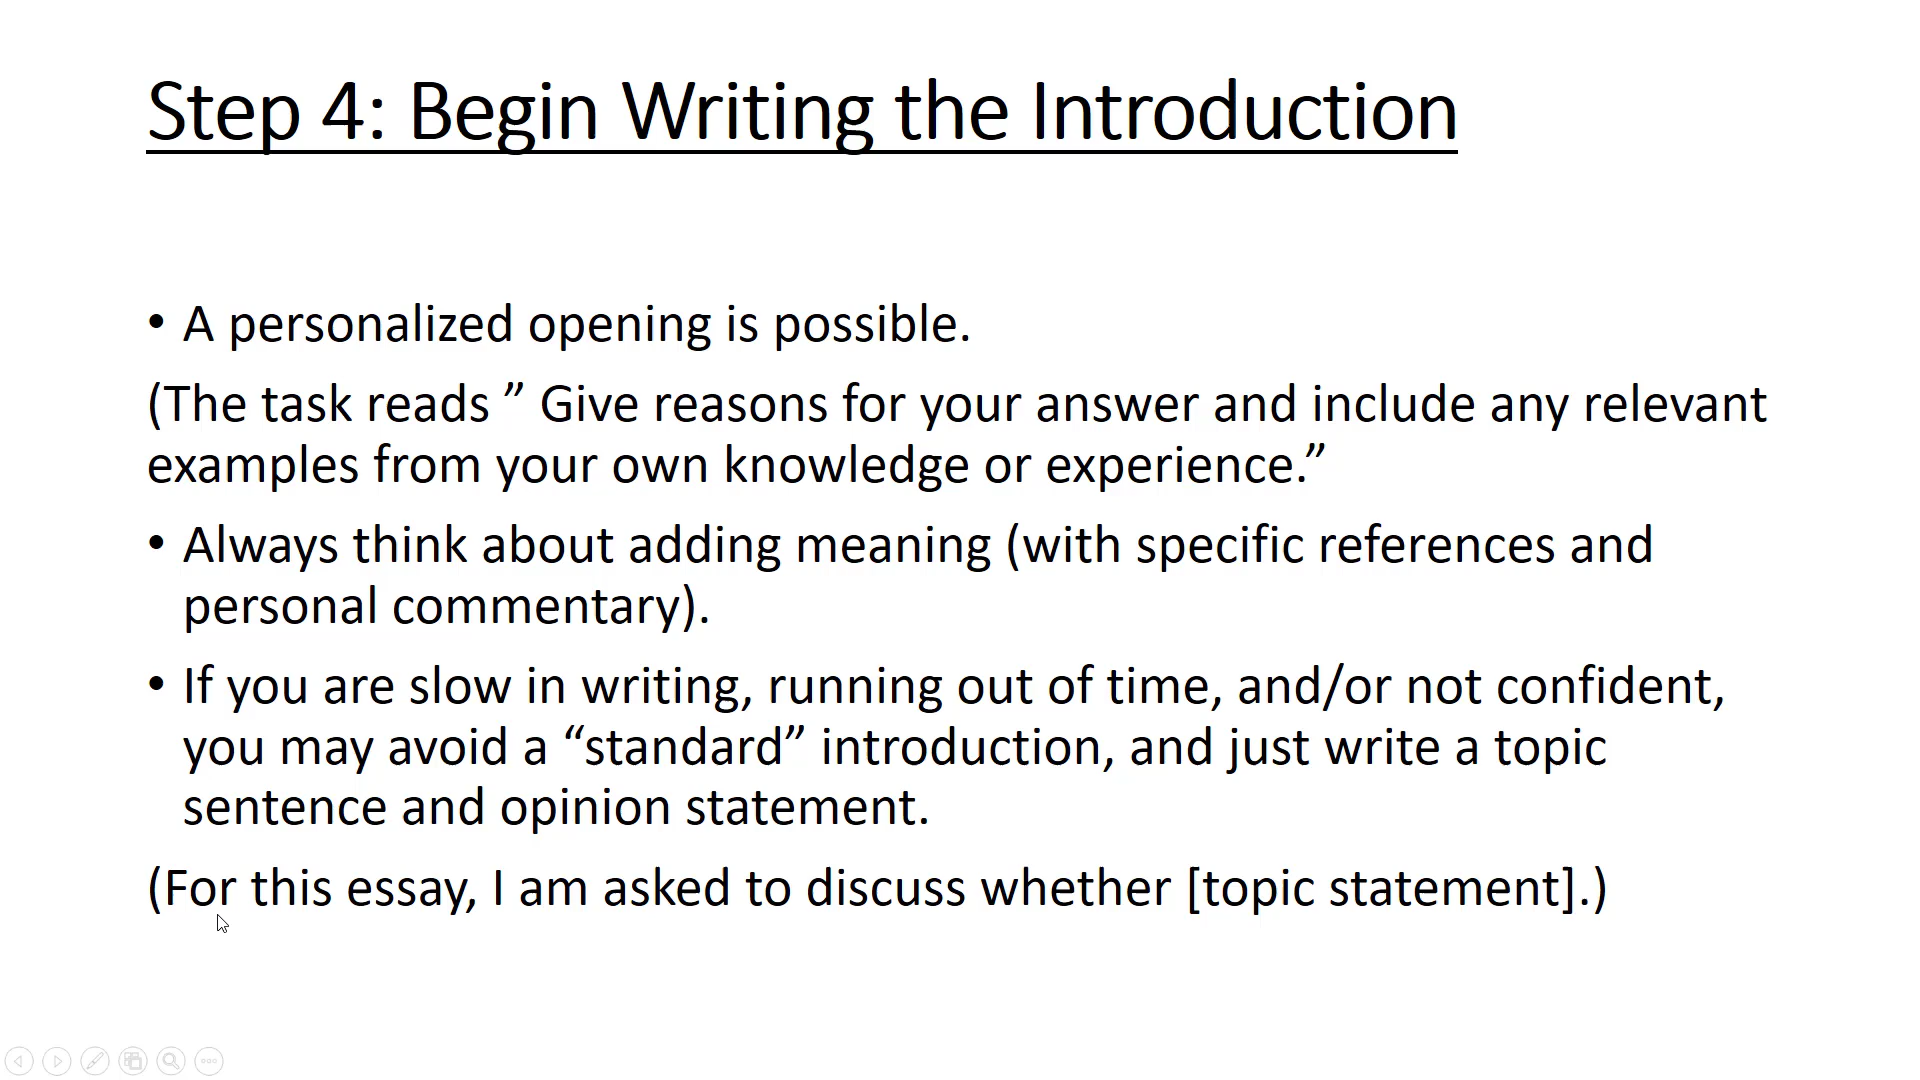 Step 4: Begin Writing the Introduction
• A personalized opening is possible.
(The task reads ” Give reasons for your answer and include any relevant
examples from your own knowledge or experience.”
• Always think about adding meaning (with specific references and
personal commentary).
• If you are slow in writing, running out of time, and/or not confident,
you may avoid a “standard” introduction, and just write a topic
sentence and opinion statement.
(For this essay, I am asked to discuss whether [topic statement].)